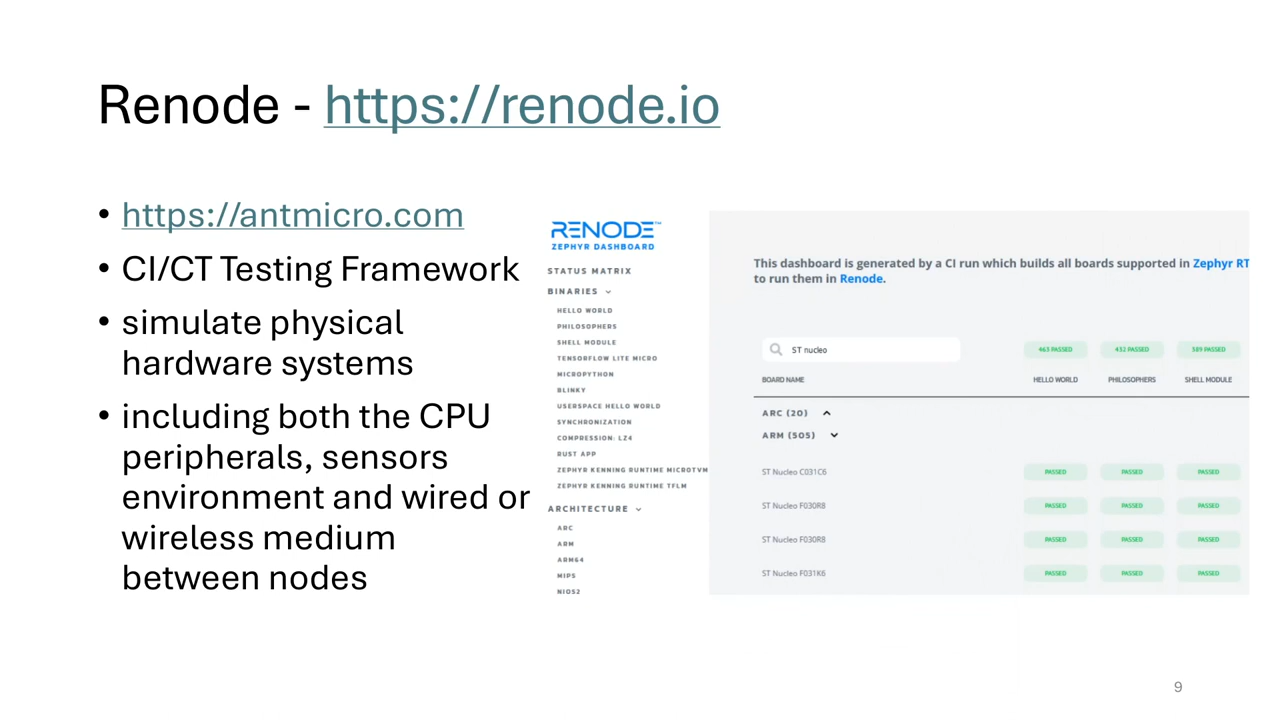 Renode - https://renode.io
• https://antmicro.com
• CI/CT Testing Framework
• simulate physical
hardware systems
• including both the CPU
peripherals, sensors
environment and wired or
wireless medium
between nodes
RENODE™
ZEPHYR DASHBOARD
STATUS MATRIX
BINARIES
HELLO WORLD
PHILOSOPHERS
SHELL MODULE
TENSORFLOW LITE MICRO
MICROPYTHON
BLINKY
USERSPACE HELLO WORLD
SYNCHRONIZATION
COMPRESSION: LZ4
RUST APP
ZEPHYR KENNING RUNTIME MICROTVM
ZEPHYR KENNING RUNTIME TFLM
ARCHITECTURE
ARC
ARM
ARM64
MIPS
NIOS2
This dashboard is generated by a CI run which builds all boards supported in Zephyr RT
to run them in Renode.
ST nucleo
463 PASSED 432 PASSED 389 PASSED
BOARD NAME HELLO WORLD PHILOSOPHERS SHELL MODULE
ARC (20)
ARM (505)
ST Nucleo C031C6 PASSED PASSED PASSED
ST Nucleo F030R8 PASSED PASSED PASSED
ST Nucleo F030R8 PASSED PASSED PASSED
ST Nucleo F031K6 PASSED PASSED PASSED
9